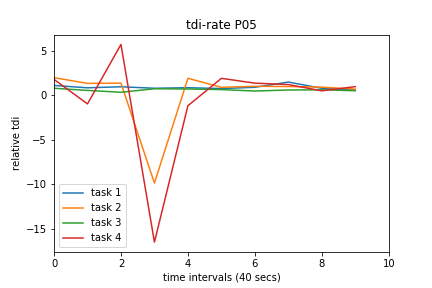 tdi-rate P05
relative tdi
5
0
−5
−10
−15
task 1
task 2
task 3
task 4
0 2 4 6 8 10
time intervals (40 secs)